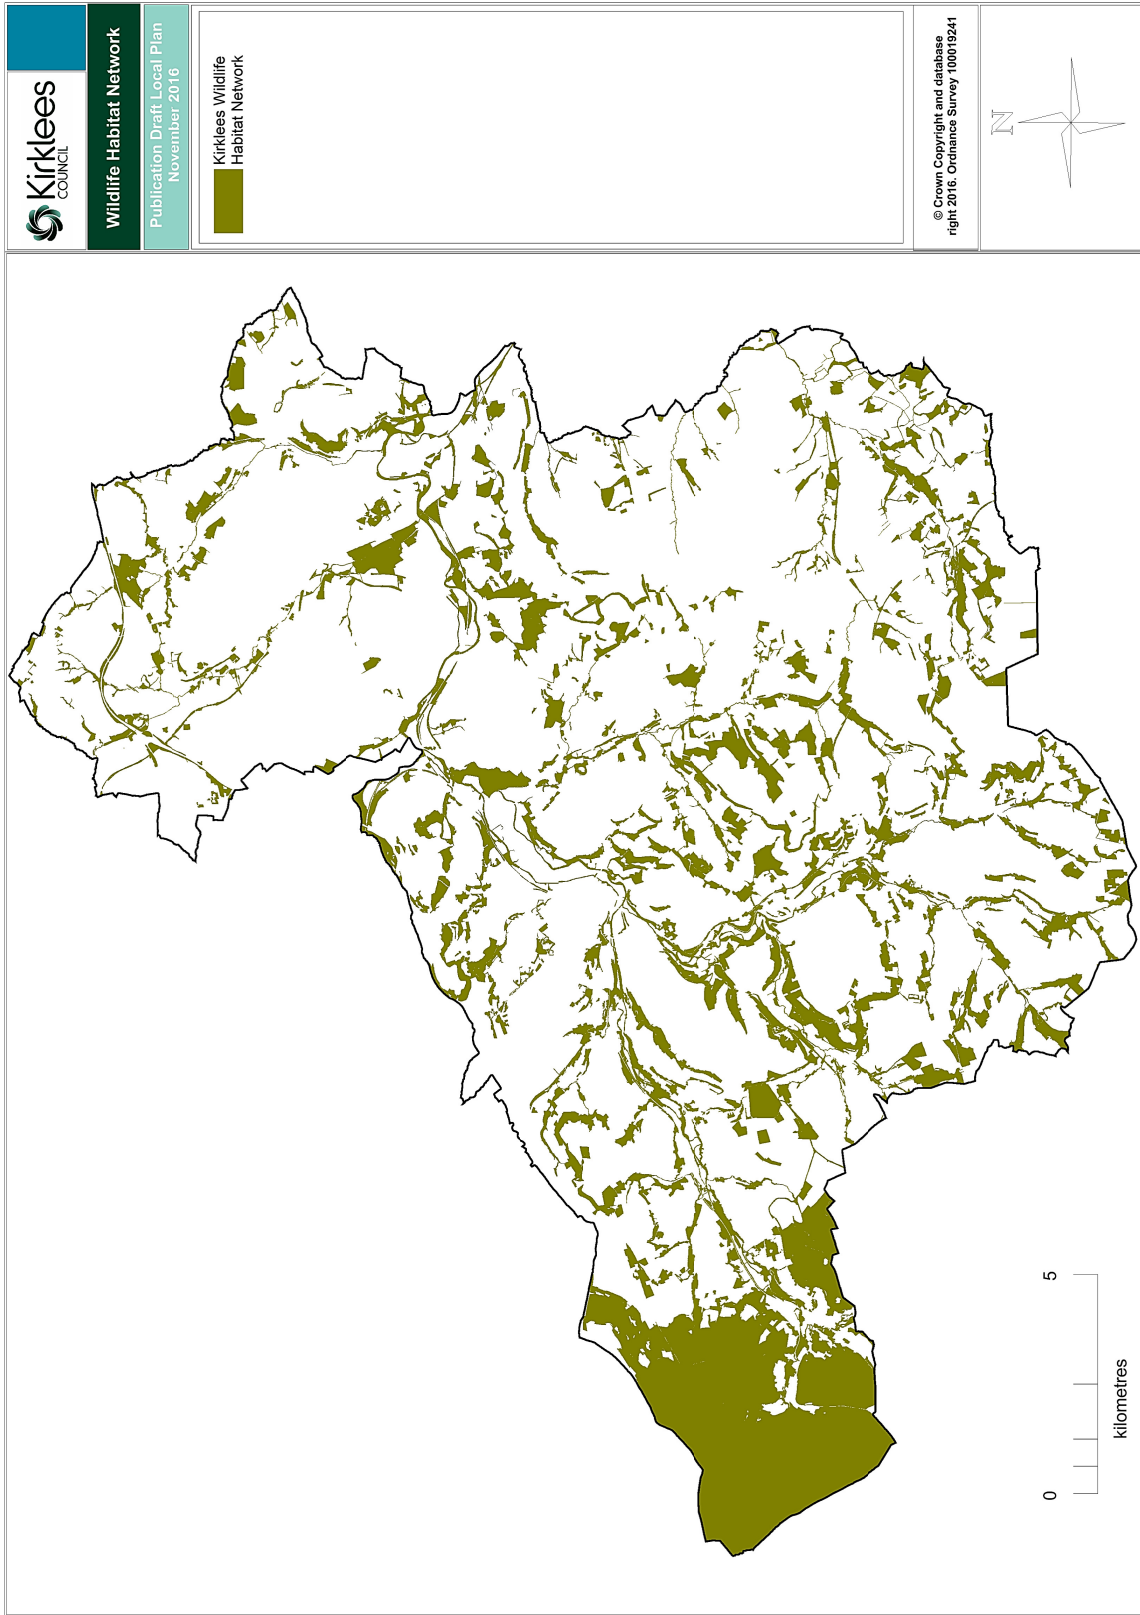 Kirklees
COUNCIL
Wildlife Habitat Network
Publication Draft Local Plan
November 2016
Kirklees Wildlife
Habitat Network
© Crown Copyright and database
right 2016. Ordnance Survey 100019241
N
0
5
kilometres